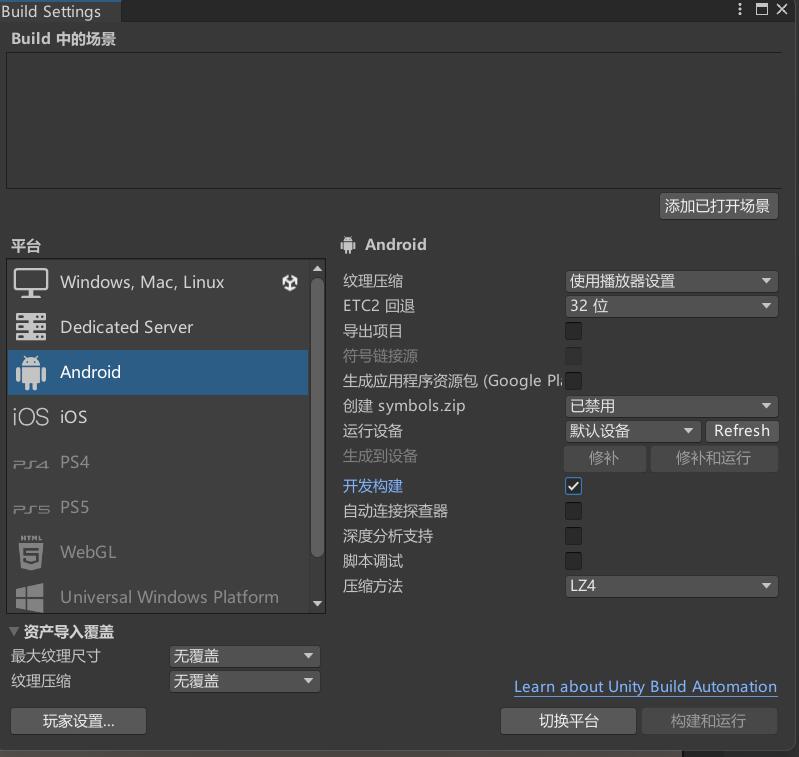 Build Settings
Build 中的场景
添加已打开场景
平台
Windows, Mac, Linux
Dedicated Server
Android
iOS iOS
PS4 PS4
PS5 PS5
HTML 5 WebGL
Universal Windows Platform
Android
纹理压缩 使用播放器设置
ETC2 回退 32 位
导出项目
符号链接源
生成应用程序资源包 (Google Pl
创建 symbols.zip 已禁用
运行设备 默认设备 Refresh
生成到设备 修补 修补和运行
开发构建
自动连接探查器
深度分析支持
脚本调试
压缩方法 LZ4
资产导入覆盖
最大纹理尺寸 无覆盖
纹理压缩 无覆盖
Learn about Unity Build Automation
玩家设置... 切换平台 构建和运行